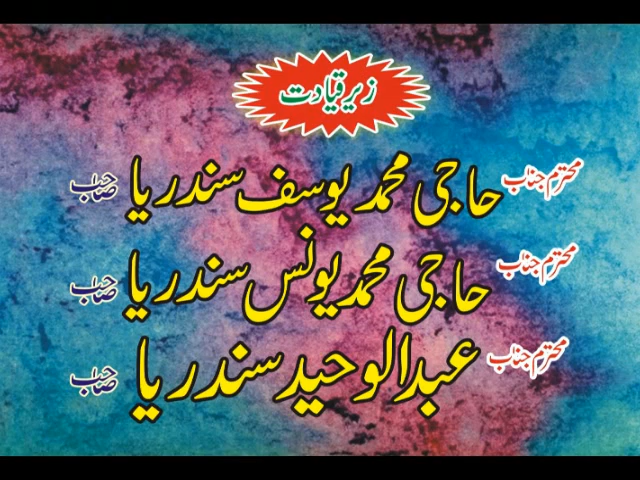 زیر قیادت
محترم جناب حاجی محمد یوسف سندریا صاحب
محترم جناب حاجی محمد یونس سندریا صاحب
محترم جناب عبدالوحید سندریا صاحب